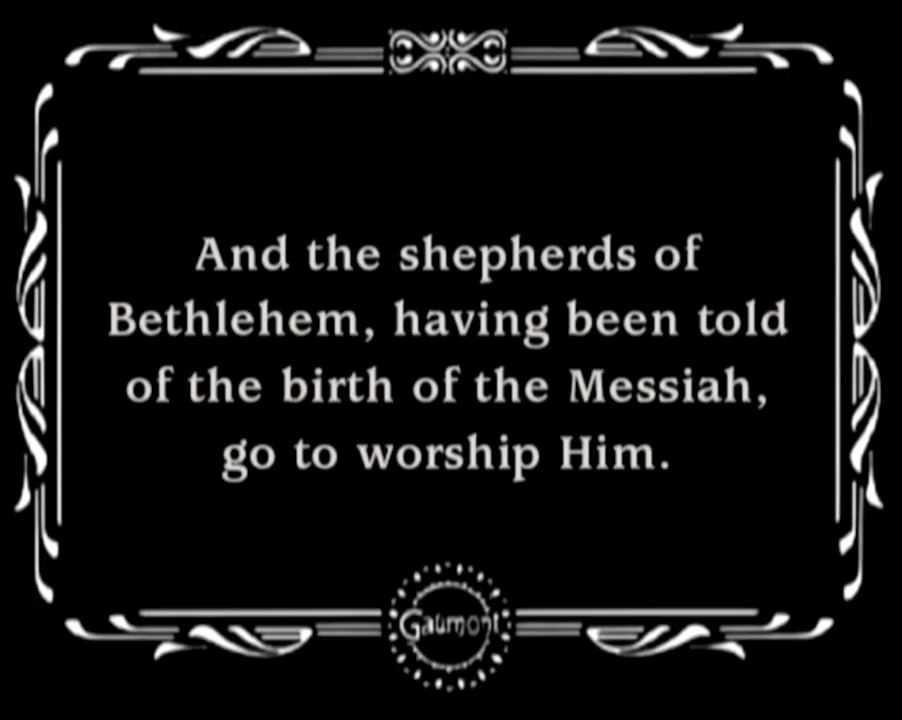 And the shepherds of
Bethlehem, having been told
of the birth of the Messiah,
go to worship Him.
Gaumont